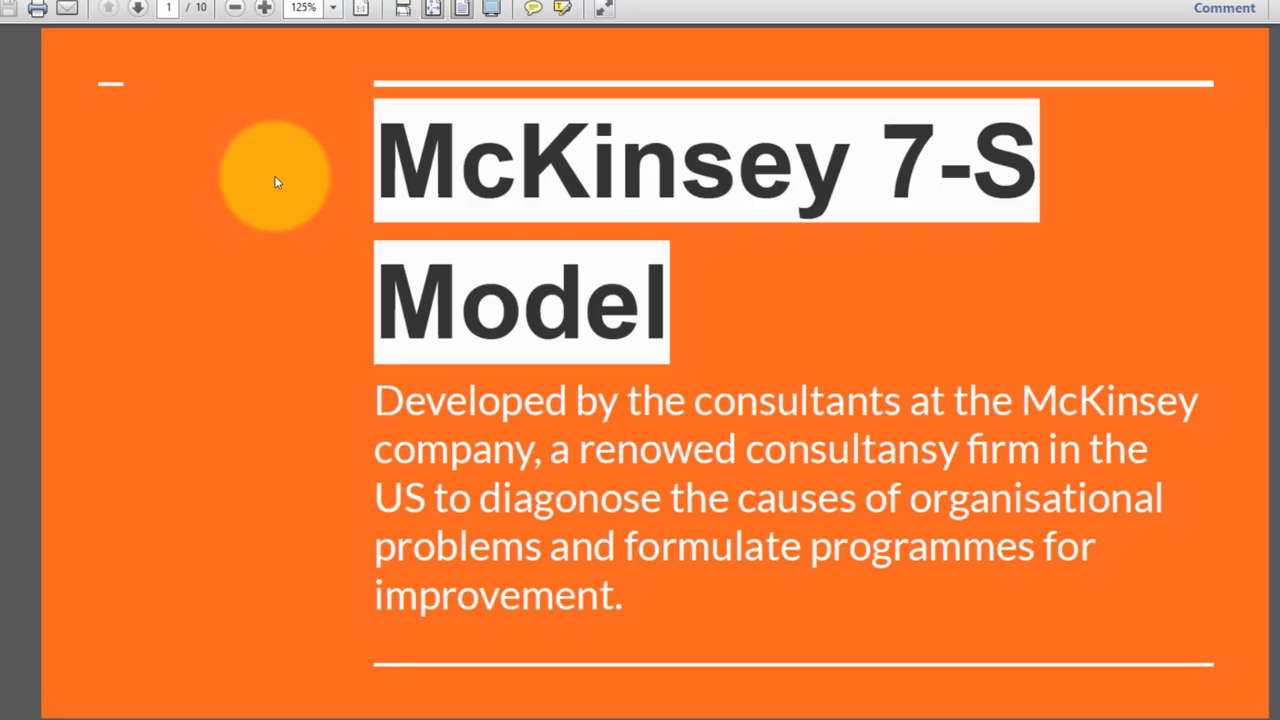 1 / 10 125% Comment
McKinsey 7-S
Model
Developed by the consultants at the McKinsey
company, a renowed consultansy firm in the
US to diagonose the causes of organisational
problems and formulate programmes for
improvement.